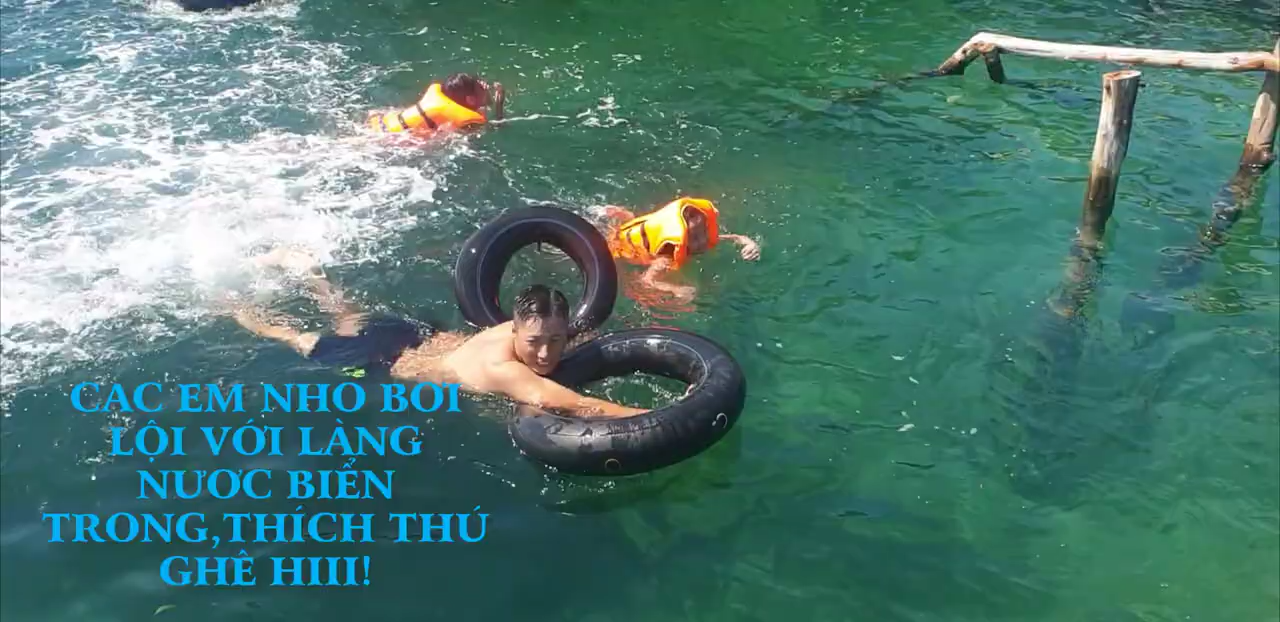 CAC EM NHO BƠI
LỘI VỚI LÀNG
NƯƠC BIỂN
TRONG,THÍCH THÚ
GHÊ HIII!